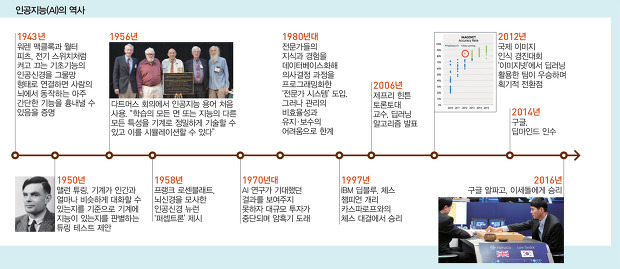 인공지능(AI)의 역사
1943년
워렌 맥클록과 월터
피츠, 전기 스위치처럼
켜고 끄는 기초기능의
인공신경을 그물망
형태로 연결하면 사람의
뇌에서 동작하는 아주
간단한 기능을 흉내낼 수
있음을 증명
1956년
다트머스 회의에서 인공지능 용어 처음
사용. “학습의 모든 면 또는 지능의 다른
모든 특성을 기계로 정밀하게 기술할 수
있고 이를 시뮬레이션할 수 있다”
1980년대
전문가들의
지식과 경험을
데이터베이스화해
의사결정 과정을
프로그래밍한
‘전문가 시스템’ 도입,
그러나 관리의
비효율성과
유지·보수의
어려움으로 한계
2006년
제프리 힌튼
토론토대
교수, 딥러닝
알고리즘 발표
2012년
국제 이미지
인식 경진대회
‘이미지넷’에서 딥러닝
활용한 팀이 우승하며
획기적 전환점
2014년
구글,
딥마인드 인수
1950년
앨런 튜링, 기계가 인간과
얼마나 비슷하게 대화할 수
있는지를 기준으로 기계에
지능이 있는지를 판별하는
튜링 테스트 제안
1958년
프랭크 로센블래트,
뇌신경을 모사한
인공신경 뉴런
‘퍼셉트론’ 제시
1970년대
AI 연구가 기대했던
결과를 보여주지
못하자 대규모 투자가
중단되며 암흑기 도래
1997년
IBM 딥블루, 체스
챔피언 개리
카스파로프와의
체스 대결에서 승리
2016년
구글 알파고, 이세돌에게 승리